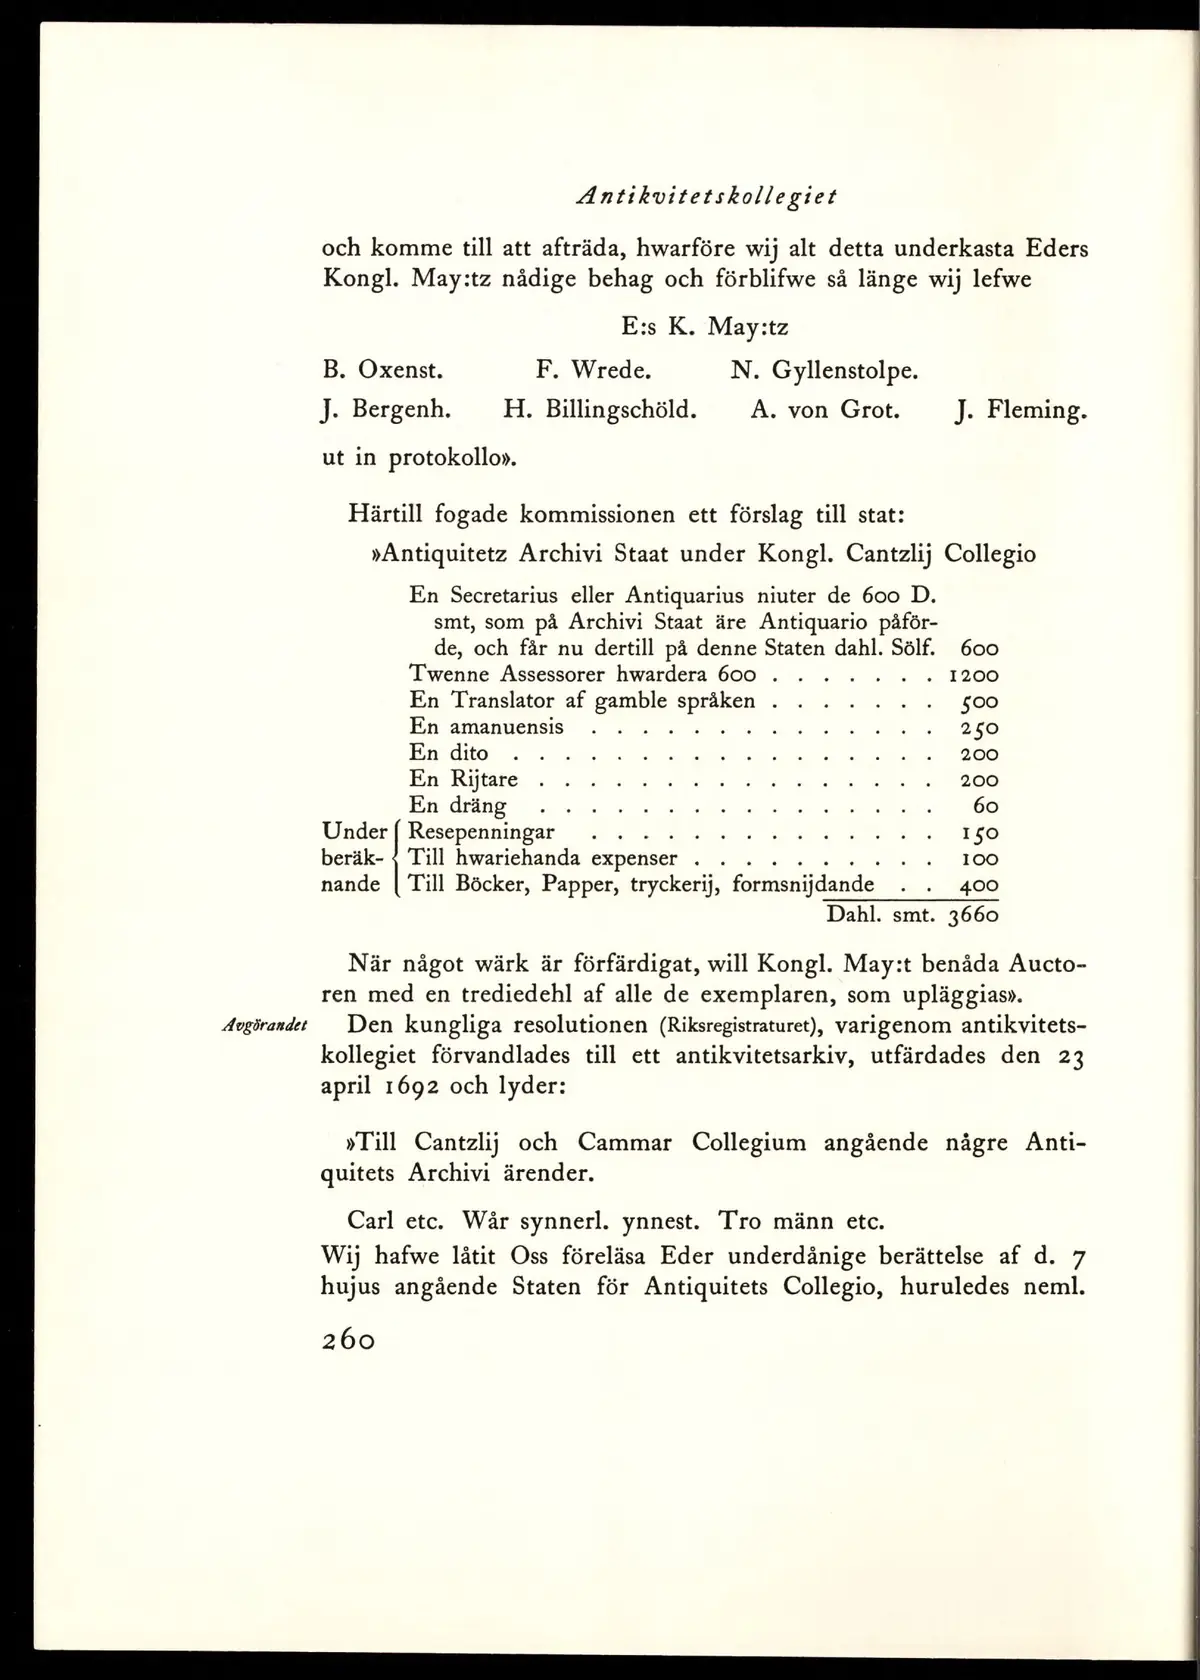 Antikvitetskollegiet
och komme till att afträda, hwarföre wij alt detta underkasta Eders
Kongl. May:tz nådige behag och förblifwe så länge wij lefwe
E:s K. May:tz
B. Oxenst. F. Wrede. N. Gyllenstolpe.
J. Bergenh. H. Billingschöld. A. von Grot. J. Fleming.
ut in protokollo».
Härtill fogade kommissionen ett förslag till stat:
»Antiquitetz Archivi Staat under Kongl. Cantzlij Collegio
En Secretarius eller Antiquarius niuter de 600 D.
smt, som på Archivi Staat äre Antiquario påför-
de, och får nu dertill på denne Staten dahl. Sölf. 600
Twenne Assessorer hwardera 600 . . . . . . . 1200
En Translator af gamble språken . . . . . . . 500
En amanuensis . . . . . . . . . . . . . . 250
En dito . . . . . . . . . . . . . . . . . 200
En Rijtare . . . . . . . . . . . . . . . . 200
En dräng . . . . . . . . . . . . . . . . 60
Under { Resepenningar . . . . . . . . . . . . . . 150
beräk- { Till hwariehanda expenser . . . . . . . . . . 100
nande { Till Böcker, Papper, tryckerij, formsnijdande . . 400
Dahl. smt. 3660
När något wärk är förfärdigat, will Kongl. May:t benåda Aucto-
ren med en trediedehl af alle de exemplaren, som upläggias».
Avgörandet Den kungliga resolutionen (Riksregistraturet), varigenom antikvitets-
kollegiet förvandlades till ett antikvitetsarkiv, utfärdades den 23
april 1692 och lyder:
»Till Cantzlij och Cammar Collegium angående någre Anti-
quitets Archivi ärender.
Carl etc. Wår synnerl. ynnest. Tro männ etc.
Wij hafwe låtit Oss föreläsa Eder underdånige berättelse af d. 7
hujus angående Staten för Antiquitets Collegio, huruledes neml.
260